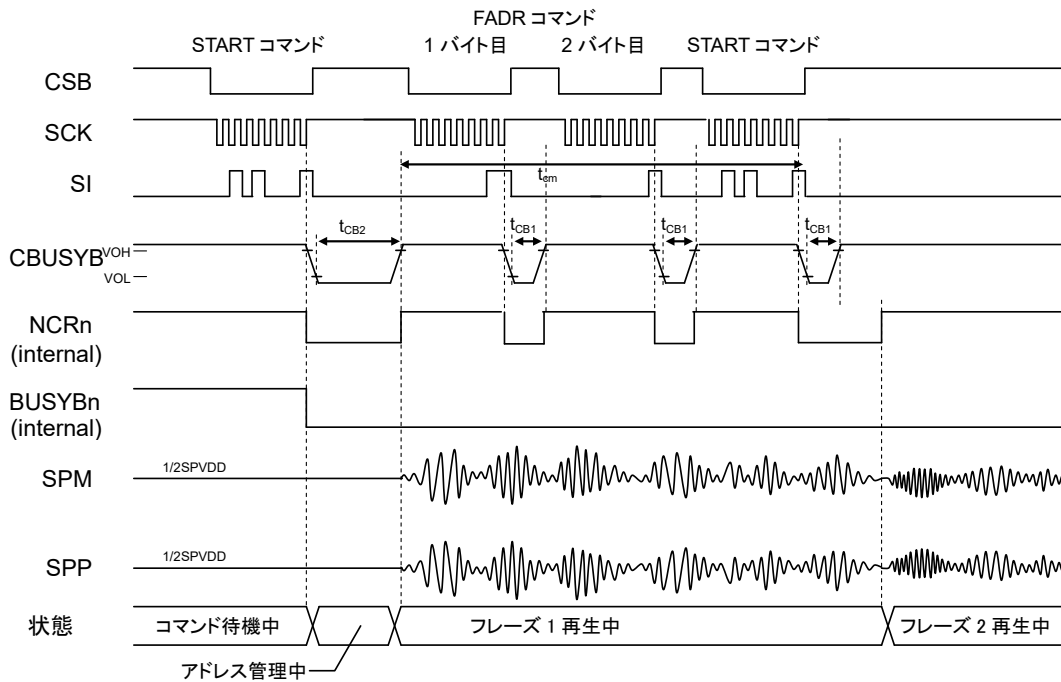 FADR コマンド
START コマンド 1 バイト目 2 バイト目 START コマンド
CSB
SCK
tcm
SI
tCB2 tCB1 tCB1 tCB1
CBUSYB VOH
VOL
NCRn
(internal)
BUSYBn
(internal)
SPM 1/2SPVDD
SPP 1/2SPVDD
状態 コマンド待機中 フレーズ 1 再生中 フレーズ 2 再生中
アドレス管理中